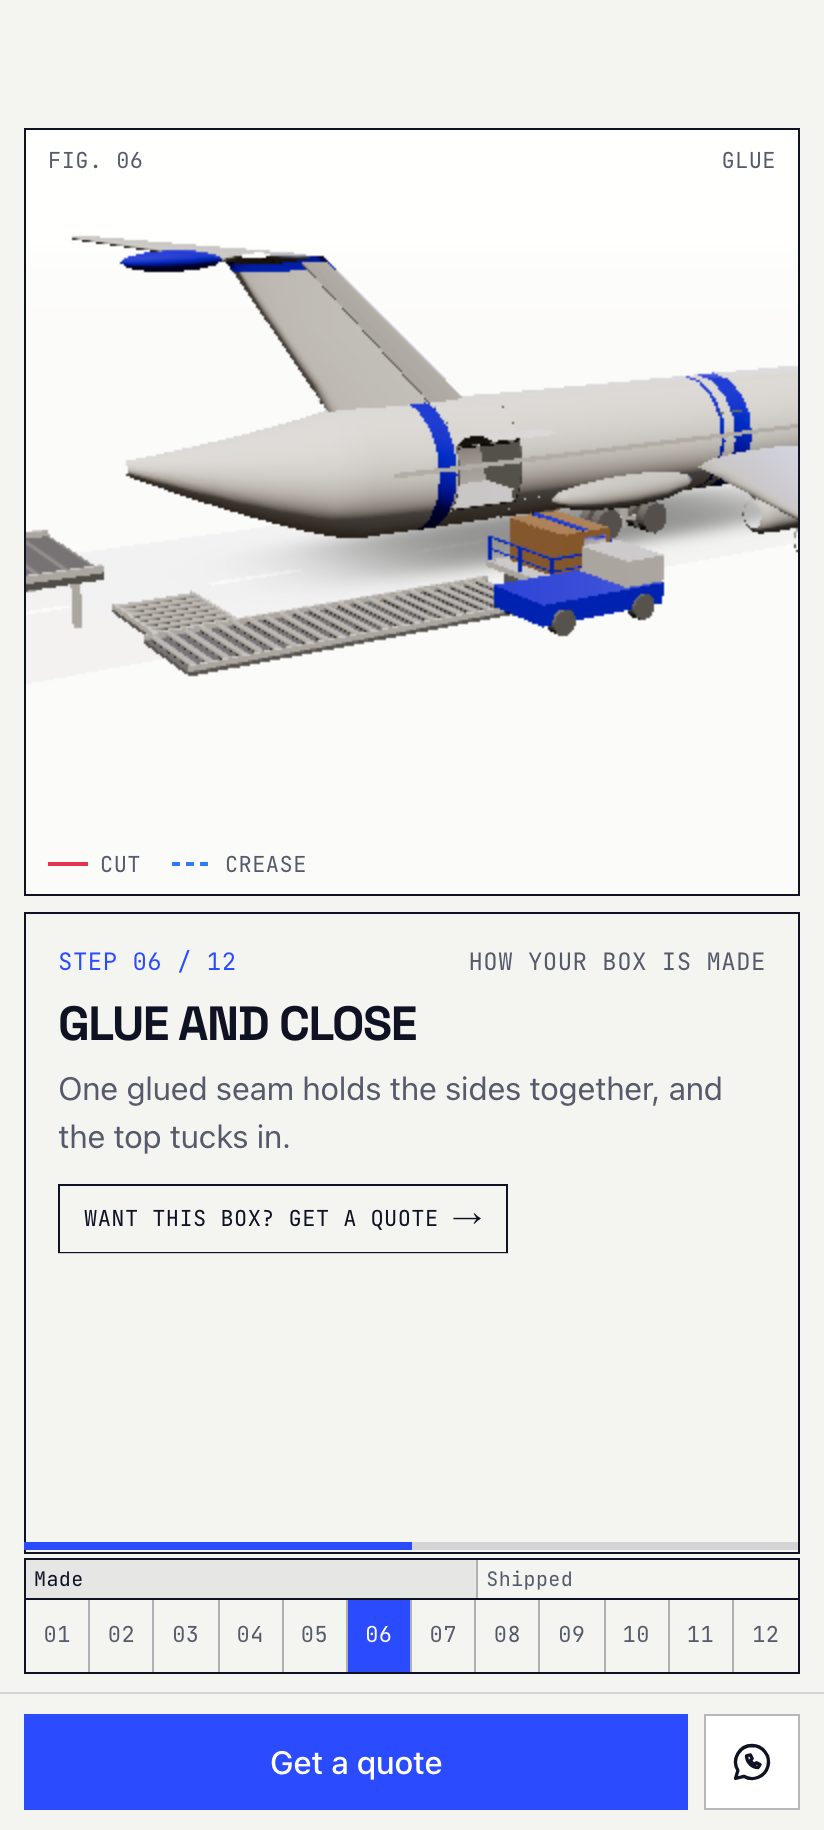 FIG. 06
GLUE
CUT
CREASE
STEP 06 / 12
HOW YOUR BOX IS MADE
GLUE AND CLOSE
One glued seam holds the sides together, and
the top tucks in.
WANT THIS BOX? GET A QUOTE →
Made
Shipped
01 02 03 04 05 06 07 08 09 10 11 12
Get a quote